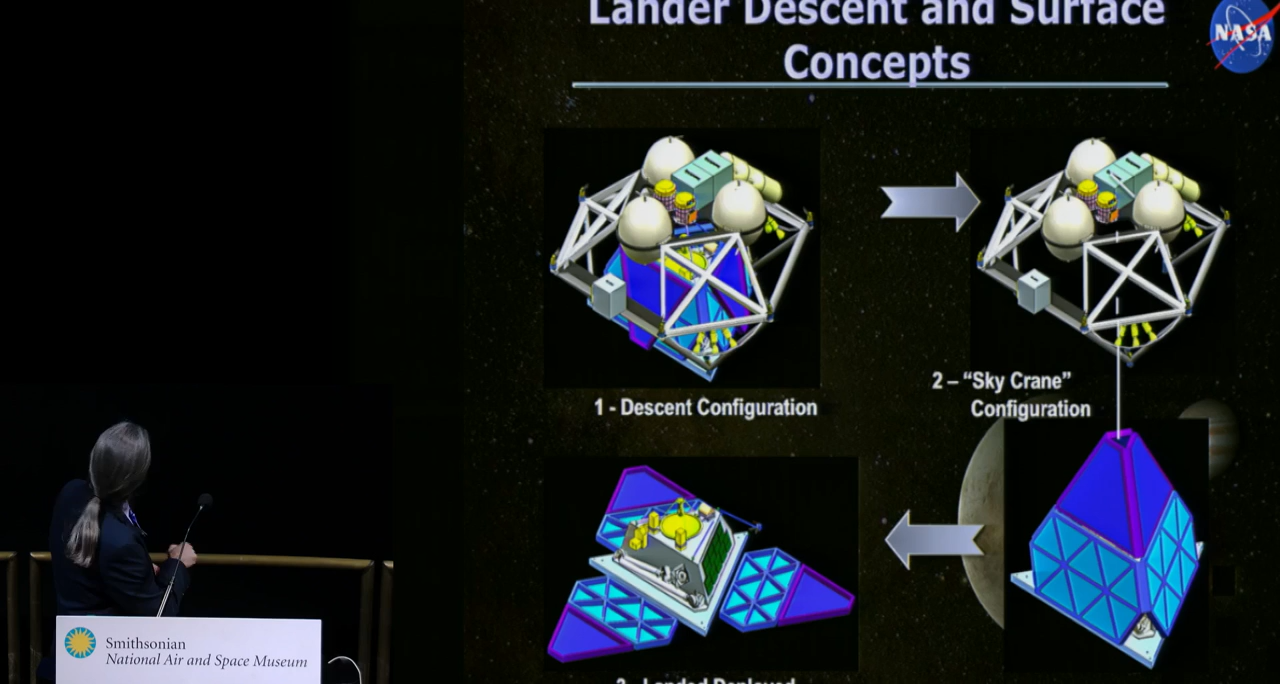 Lander Descent and Surface
Concepts
NASA
1 - Descent Configuration
2 – “Sky Crane”
Configuration
3 - Landed Deployed
Smithsonian
National Air and Space Museum